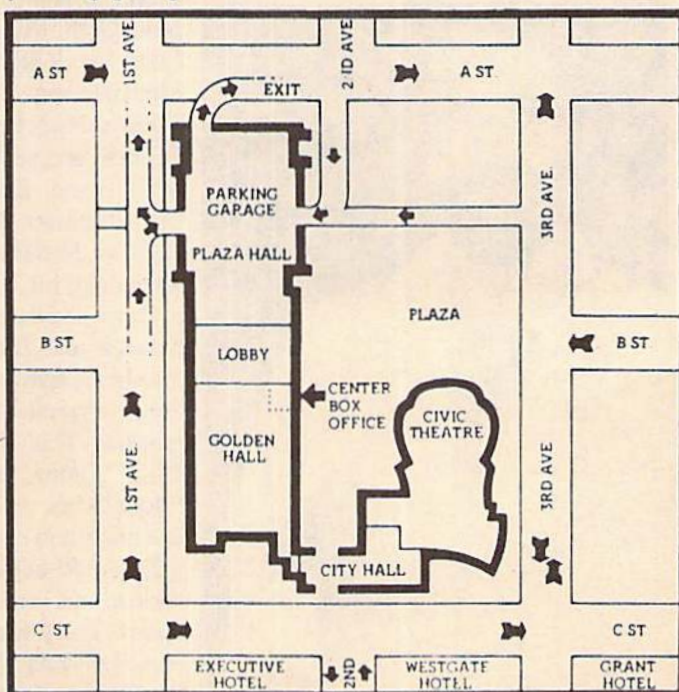 1ST AVE.
2ND AVE
A ST
EXIT
A ST.
PARKING
GARAGE
3RD AVE.
PLAZA HALL
PLAZA
B ST
LOBBY
B ST.
CENTER
BOX
OFFICE
CIVIC
THEATRE
GOLDEN
HALL
1ST AVE.
3RD AVE.
CITY HALL
C ST
C ST
EXECUTIVE
HOTEL
2ND
WESTGATE
HOTEL
GRANT
HOTEL